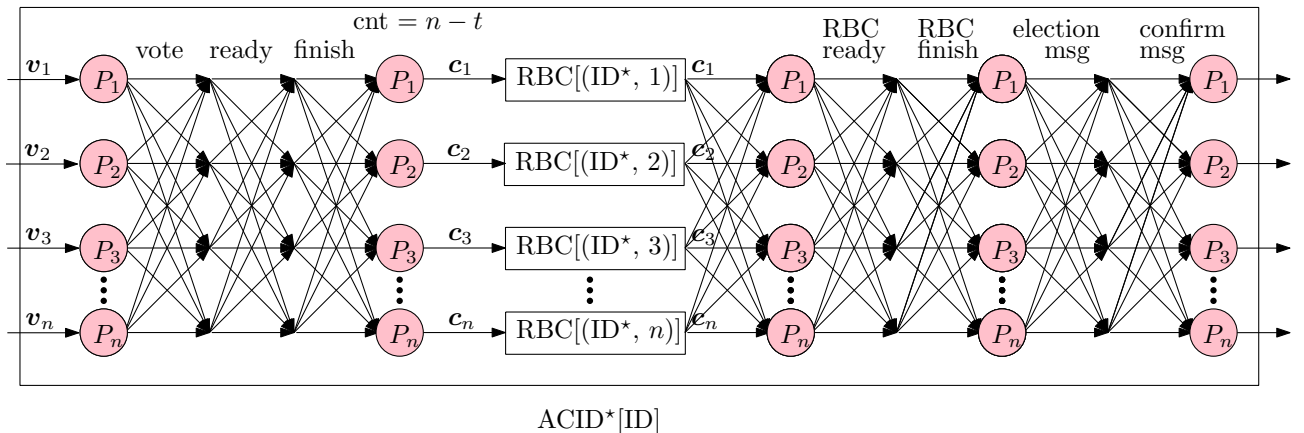 cnt = n − t
vote ready finish RBC ready RBC finish election msg confirm msg
v₁ P₁ P₁ c₁ RBC[(ID⋆, 1)] c₁ P₁ P₁ P₁
v₂ P₂ P₂ c₂ RBC[(ID⋆, 2)] c₂ P₂ P₂ P₂
v₃ P₃ P₃ c₃ RBC[(ID⋆, 3)] c₃ P₃ P₃ P₃
vₙ Pₙ Pₙ cₙ RBC[(ID⋆, n)] cₙ Pₙ Pₙ Pₙ
ACID⋆[ID]